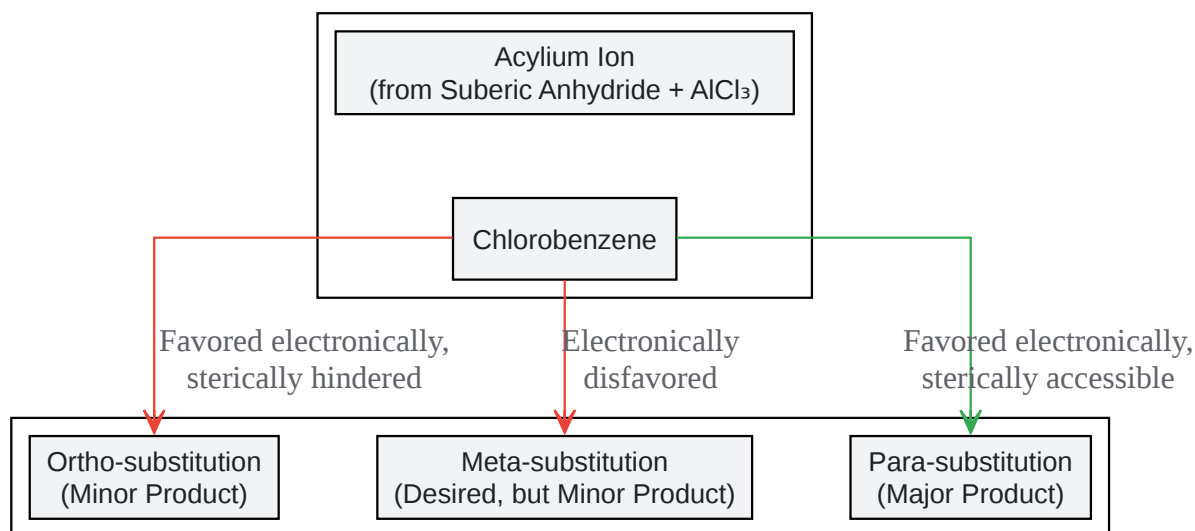 Acylium Ion
(from Suberic Anhydride + AlCl₃)
Chlorobenzene
Favored electronically,
sterically hindered
Electronically
disfavored
Favored electronically,
sterically accessible
Ortho-substitution
(Minor Product)
Meta-substitution
(Desired, but Minor Product)
Para-substitution
(Major Product)